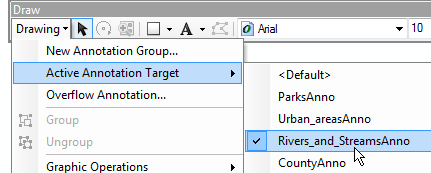 Draw
Drawing A Arial 10
New Annotation Group...
Active Annotation Target
Overflow Annotation...
Group
Ungroup
Graphic Operations
<Default>
ParksAnno
Urban_areasAnno
Rivers_and_StreamsAnno
CountyAnno